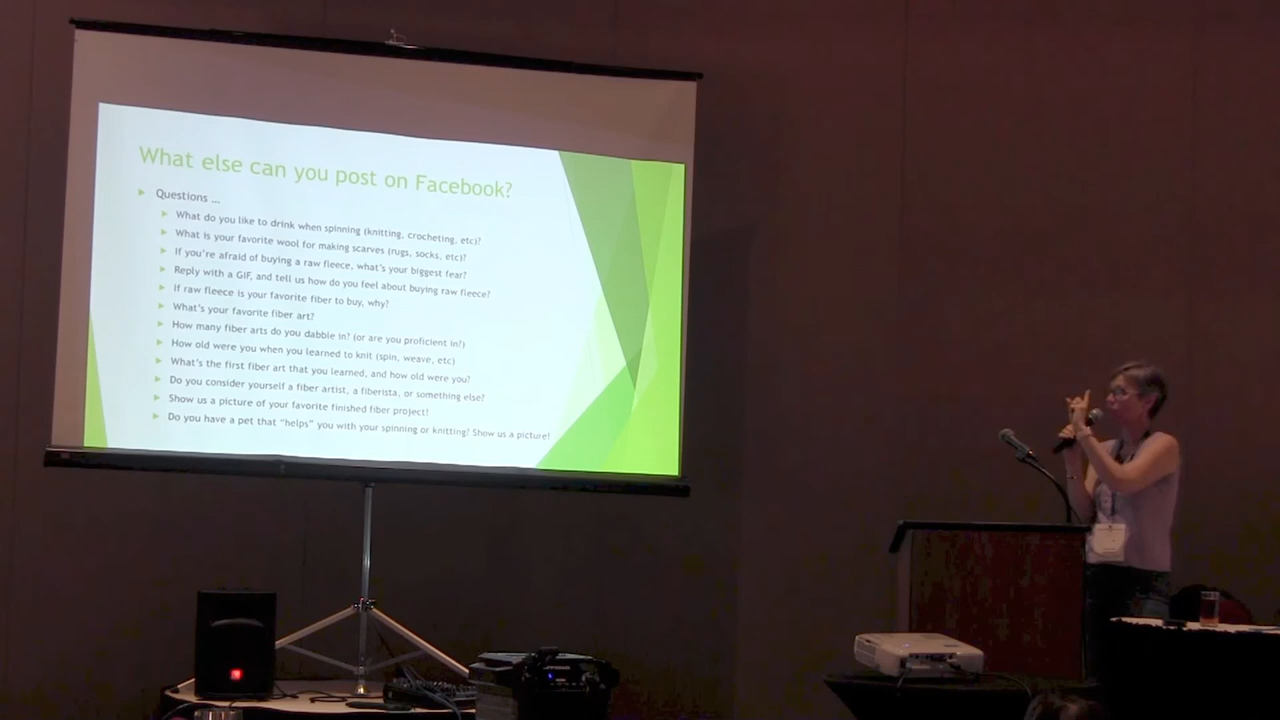 What else can you post on Facebook?
Questions ...
What do you like to drink when spinning (knitting, crocheting, etc)?
What is your favorite wool for making scarves (rugs, socks, etc)?
If you're afraid of buying a raw fleece, what's your biggest fear?
Reply with a GIF, and tell us how do you feel about buying raw fleece?
If raw fleece is your favorite fiber to buy, why?
What's your favorite fiber art?
How many fiber arts do you dabble in? (or are you proficient in?)
How old were you when you learned to knit (spin, weave, etc)
What's the first fiber art that you learned, and how old were you?
Do you consider yourself a fiber artist, a fiberista, or something else?
Show us a picture of your favorite finished fiber project!
Do you have a pet that "helps" you with your spinning or knitting? Show us a picture!